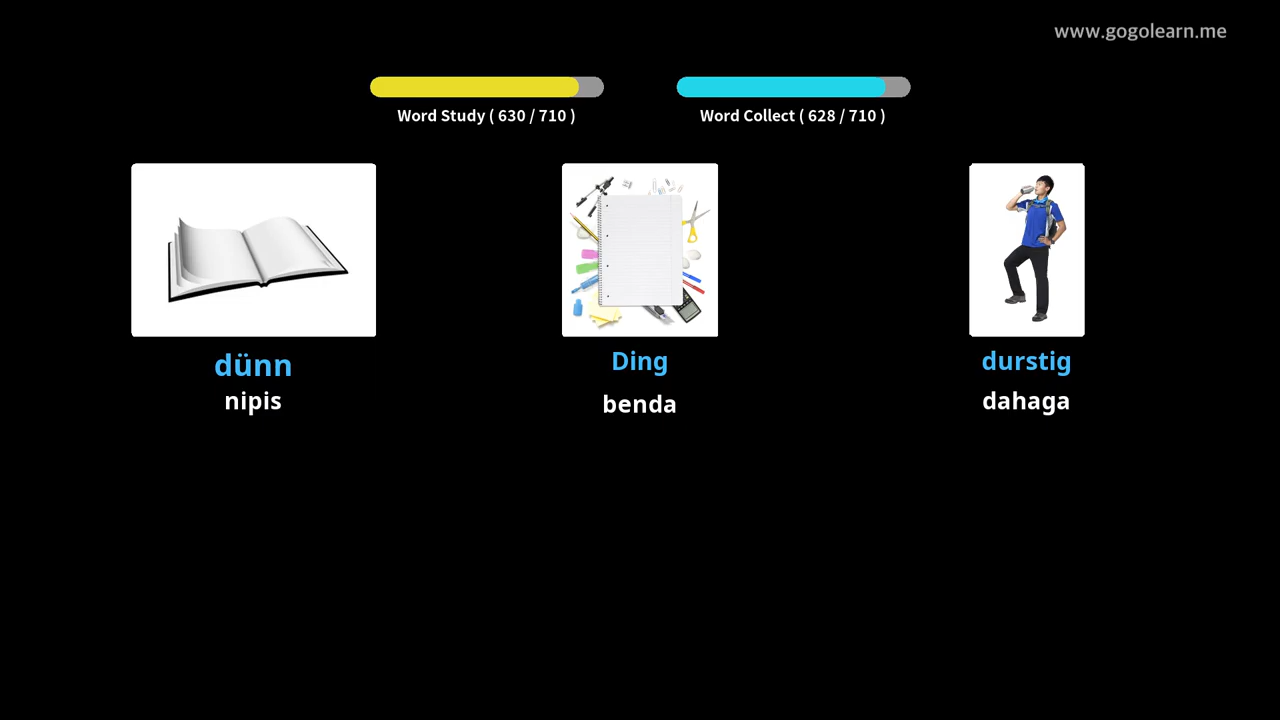 www.gogolearn.me
Word Study ( 630 / 710 )
Word Collect ( 628 / 710 )
dünn
nipis
Ding
benda
durstig
dahaga